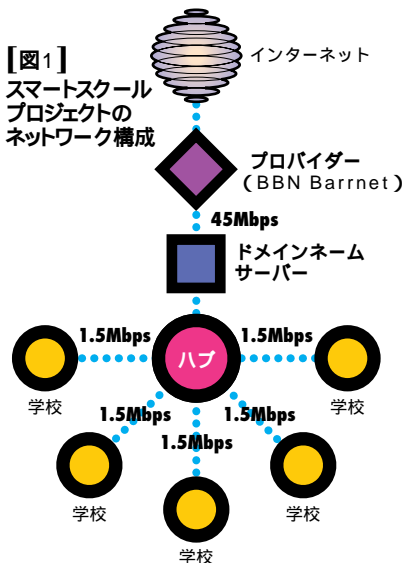 [図1]
スマートスクール
プロジェクトの
ネットワーク構成
インターネット
プロバイダー
(BBN Barrnet)
45Mbps
ドメインネーム
サーバー
1.5Mbps
1.5Mbps
ハブ
学校
学校
1.5Mbps
1.5Mbps
1.5Mbps
学校
学校
学校